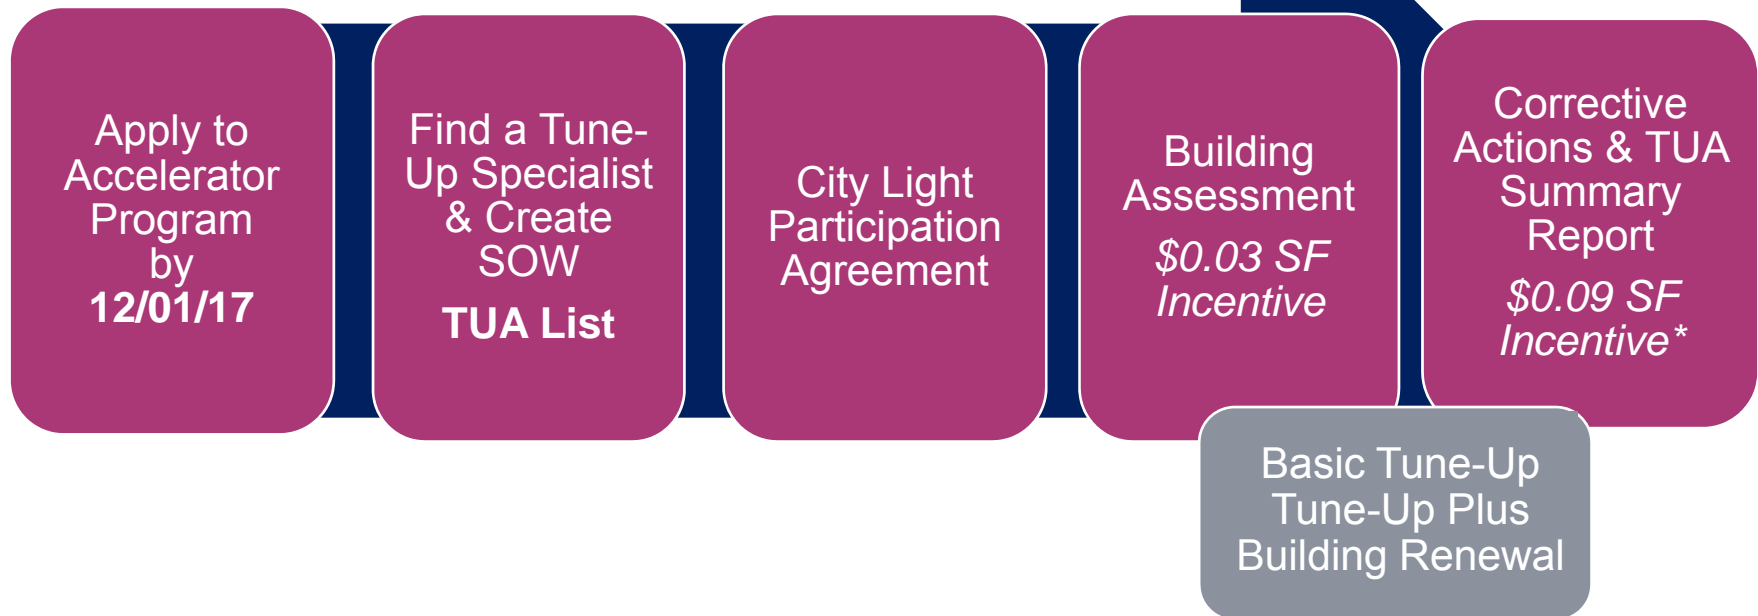 Apply to
Accelerator
Program
by
12/01/17
Find a Tune-
Up Specialist
& Create
SOW
TUA List
City Light
Participation
Agreement
Building
Assessment
$0.03 SF
Incentive
Corrective
Actions & TUA
Summary
Report
$0.09 SF
Incentive*
Basic Tune-Up
Tune-Up Plus
Building Renewal